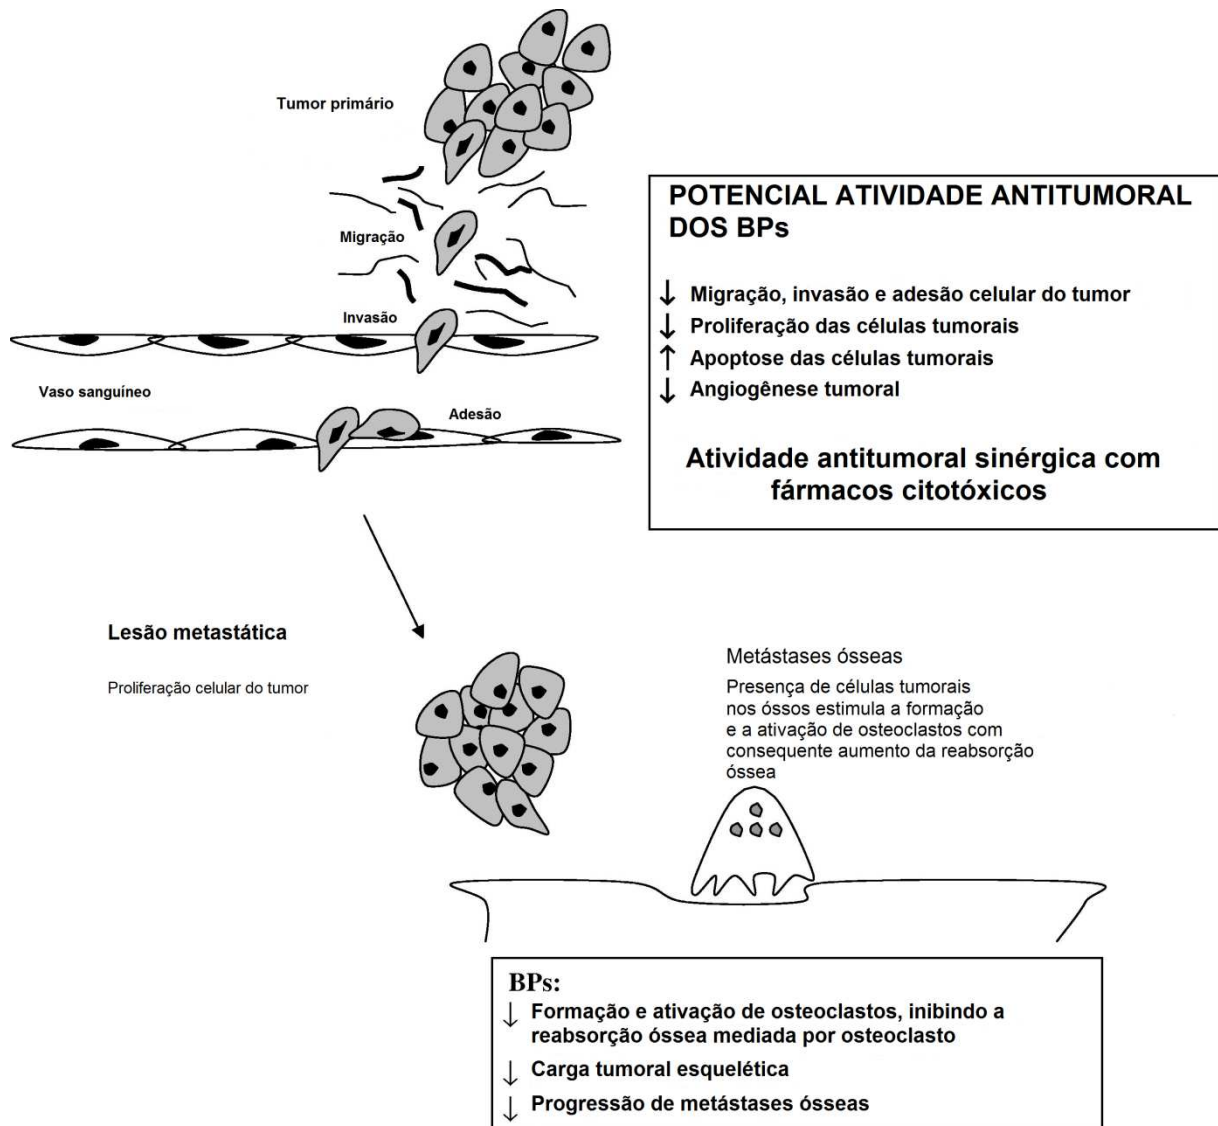 Tumor primário
Migração
Invasão
Vaso sanguíneo
Adesão
POTENCIAL ATIVIDADE ANTITUMORAL
DOS BPs
↓ Migração, invasão e adesão celular do tumor
↓ Proliferação das células tumorais
↑ Apoptose das células tumorais
↓ Angiogênese tumoral
Atividade antitumoral sinérgica com
fármacos citotóxicos
Lesão metastática
Proliferação celular do tumor
Metástases ósseas
Presença de células tumorais
nos óssos estimula a formação
e a ativação de osteoclastos com
consequente aumento da reabsorção
óssea
BPs:
↓ Formação e ativação de osteoclastos, inibindo a
reabsorção óssea mediada por osteoclasto
↓ Carga tumoral esquelética
↓ Progressão de metástases ósseas